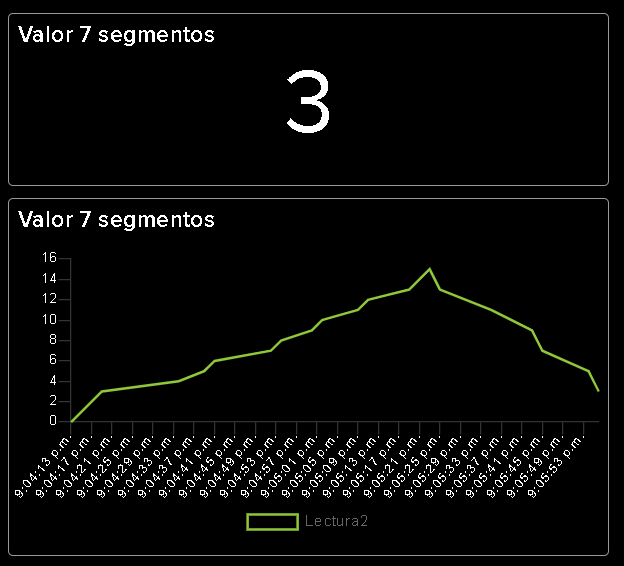 Valor 7 segmentos
3
Valor 7 segmentos
16
14
12
10
8
6
4
2
0
9:04:13 p.m.
9:04:17 p.m.
9:04:21 p.m.
9:04:25 p.m.
9:04:29 p.m.
9:04:33 p.m.
9:04:37 p.m.
9:04:41 p.m.
9:04:45 p.m.
9:04:49 p.m.
9:04:53 p.m.
9:04:57 p.m.
9:05:01 p.m.
9:05:05 p.m.
9:05:09 p.m.
9:05:13 p.m.
9:05:17 p.m.
9:05:21 p.m.
9:05:25 p.m.
9:05:29 p.m.
9:05:33 p.m.
9:05:37 p.m.
9:05:41 p.m.
9:05:45 p.m.
9:05:49 p.m.
9:05:53 p.m.
Lectura2